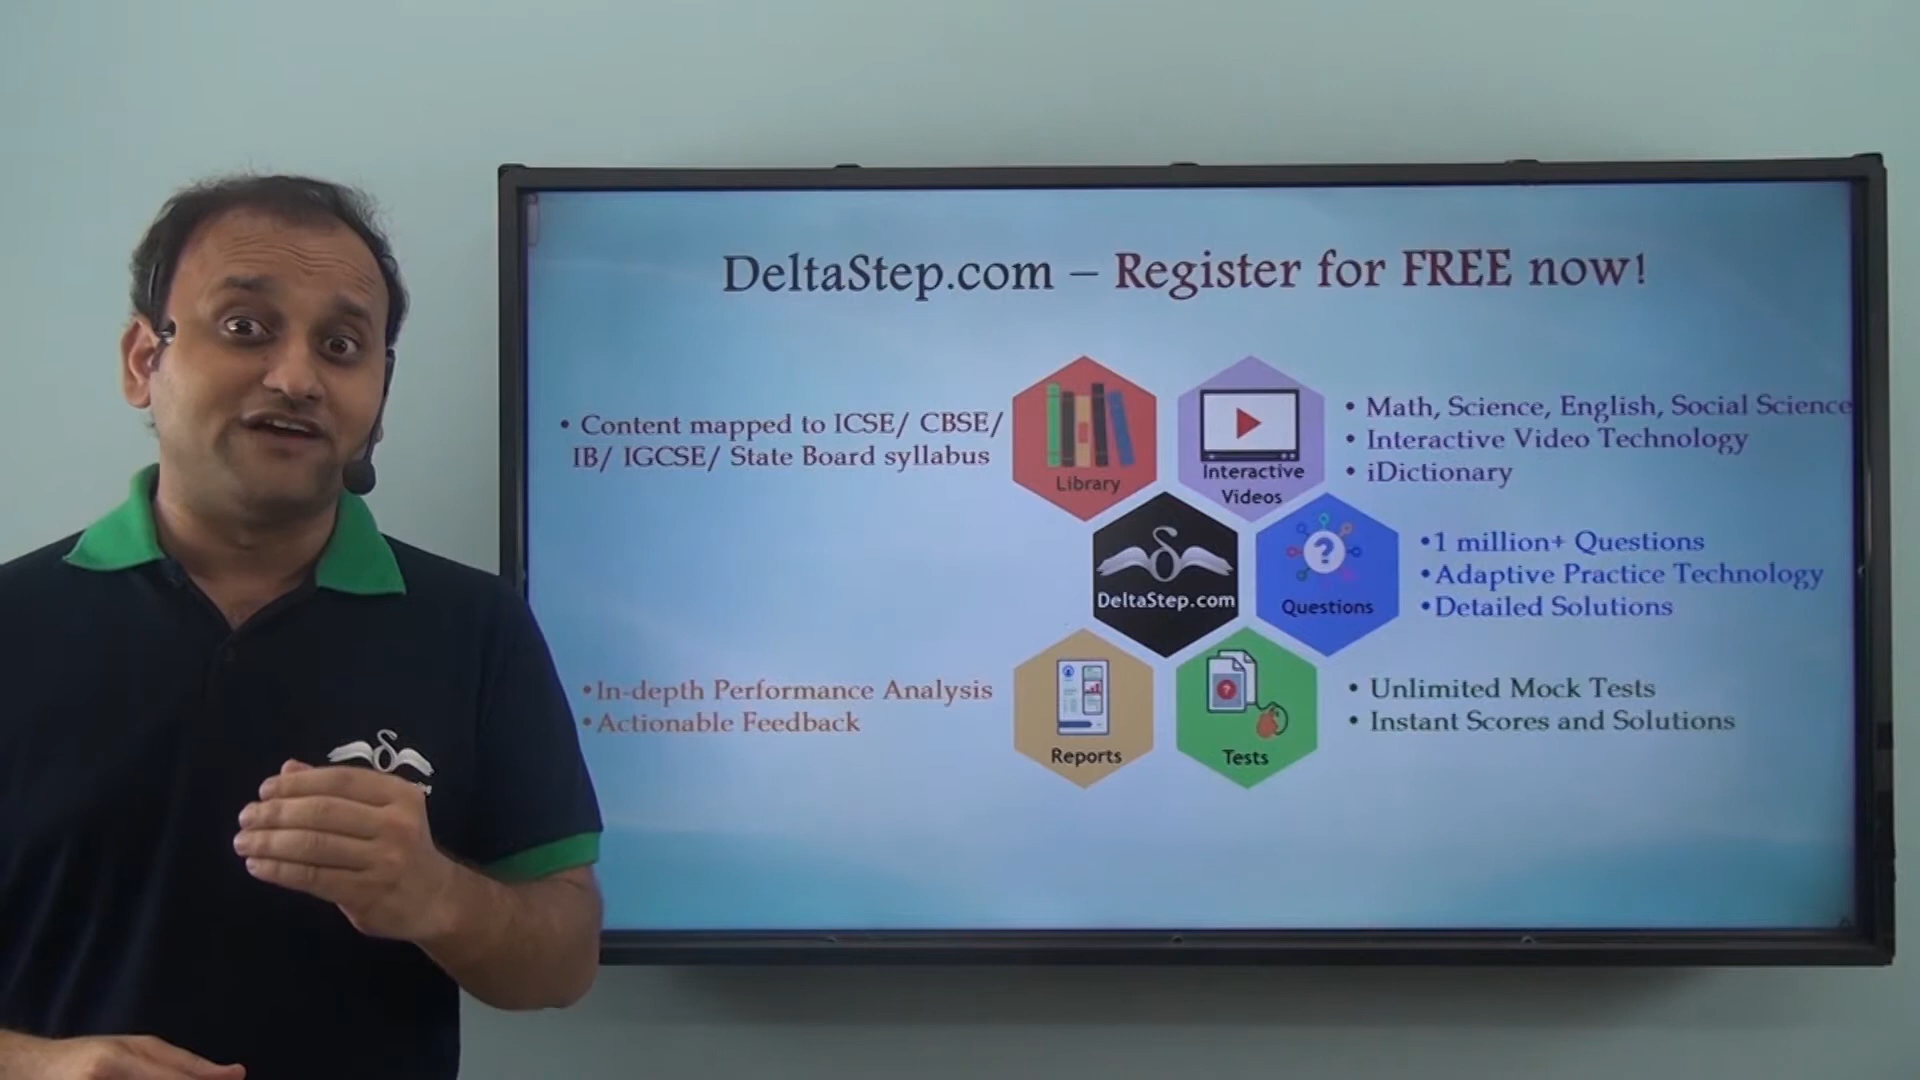 DeltaStep.com – Register for FREE now!
• Content mapped to ICSE/ CBSE/
IB/ IGCSE/ State Board syllabus
Library
Interactive
Videos
• Math, Science, English, Social Science
• Interactive Video Technology
• iDictionary
DeltaStep.com
Questions
•1 million+ Questions
•Adaptive Practice Technology
•Detailed Solutions
•In-depth Performance Analysis
•Actionable Feedback
Reports
Tests
• Unlimited Mock Tests
• Instant Scores and Solutions